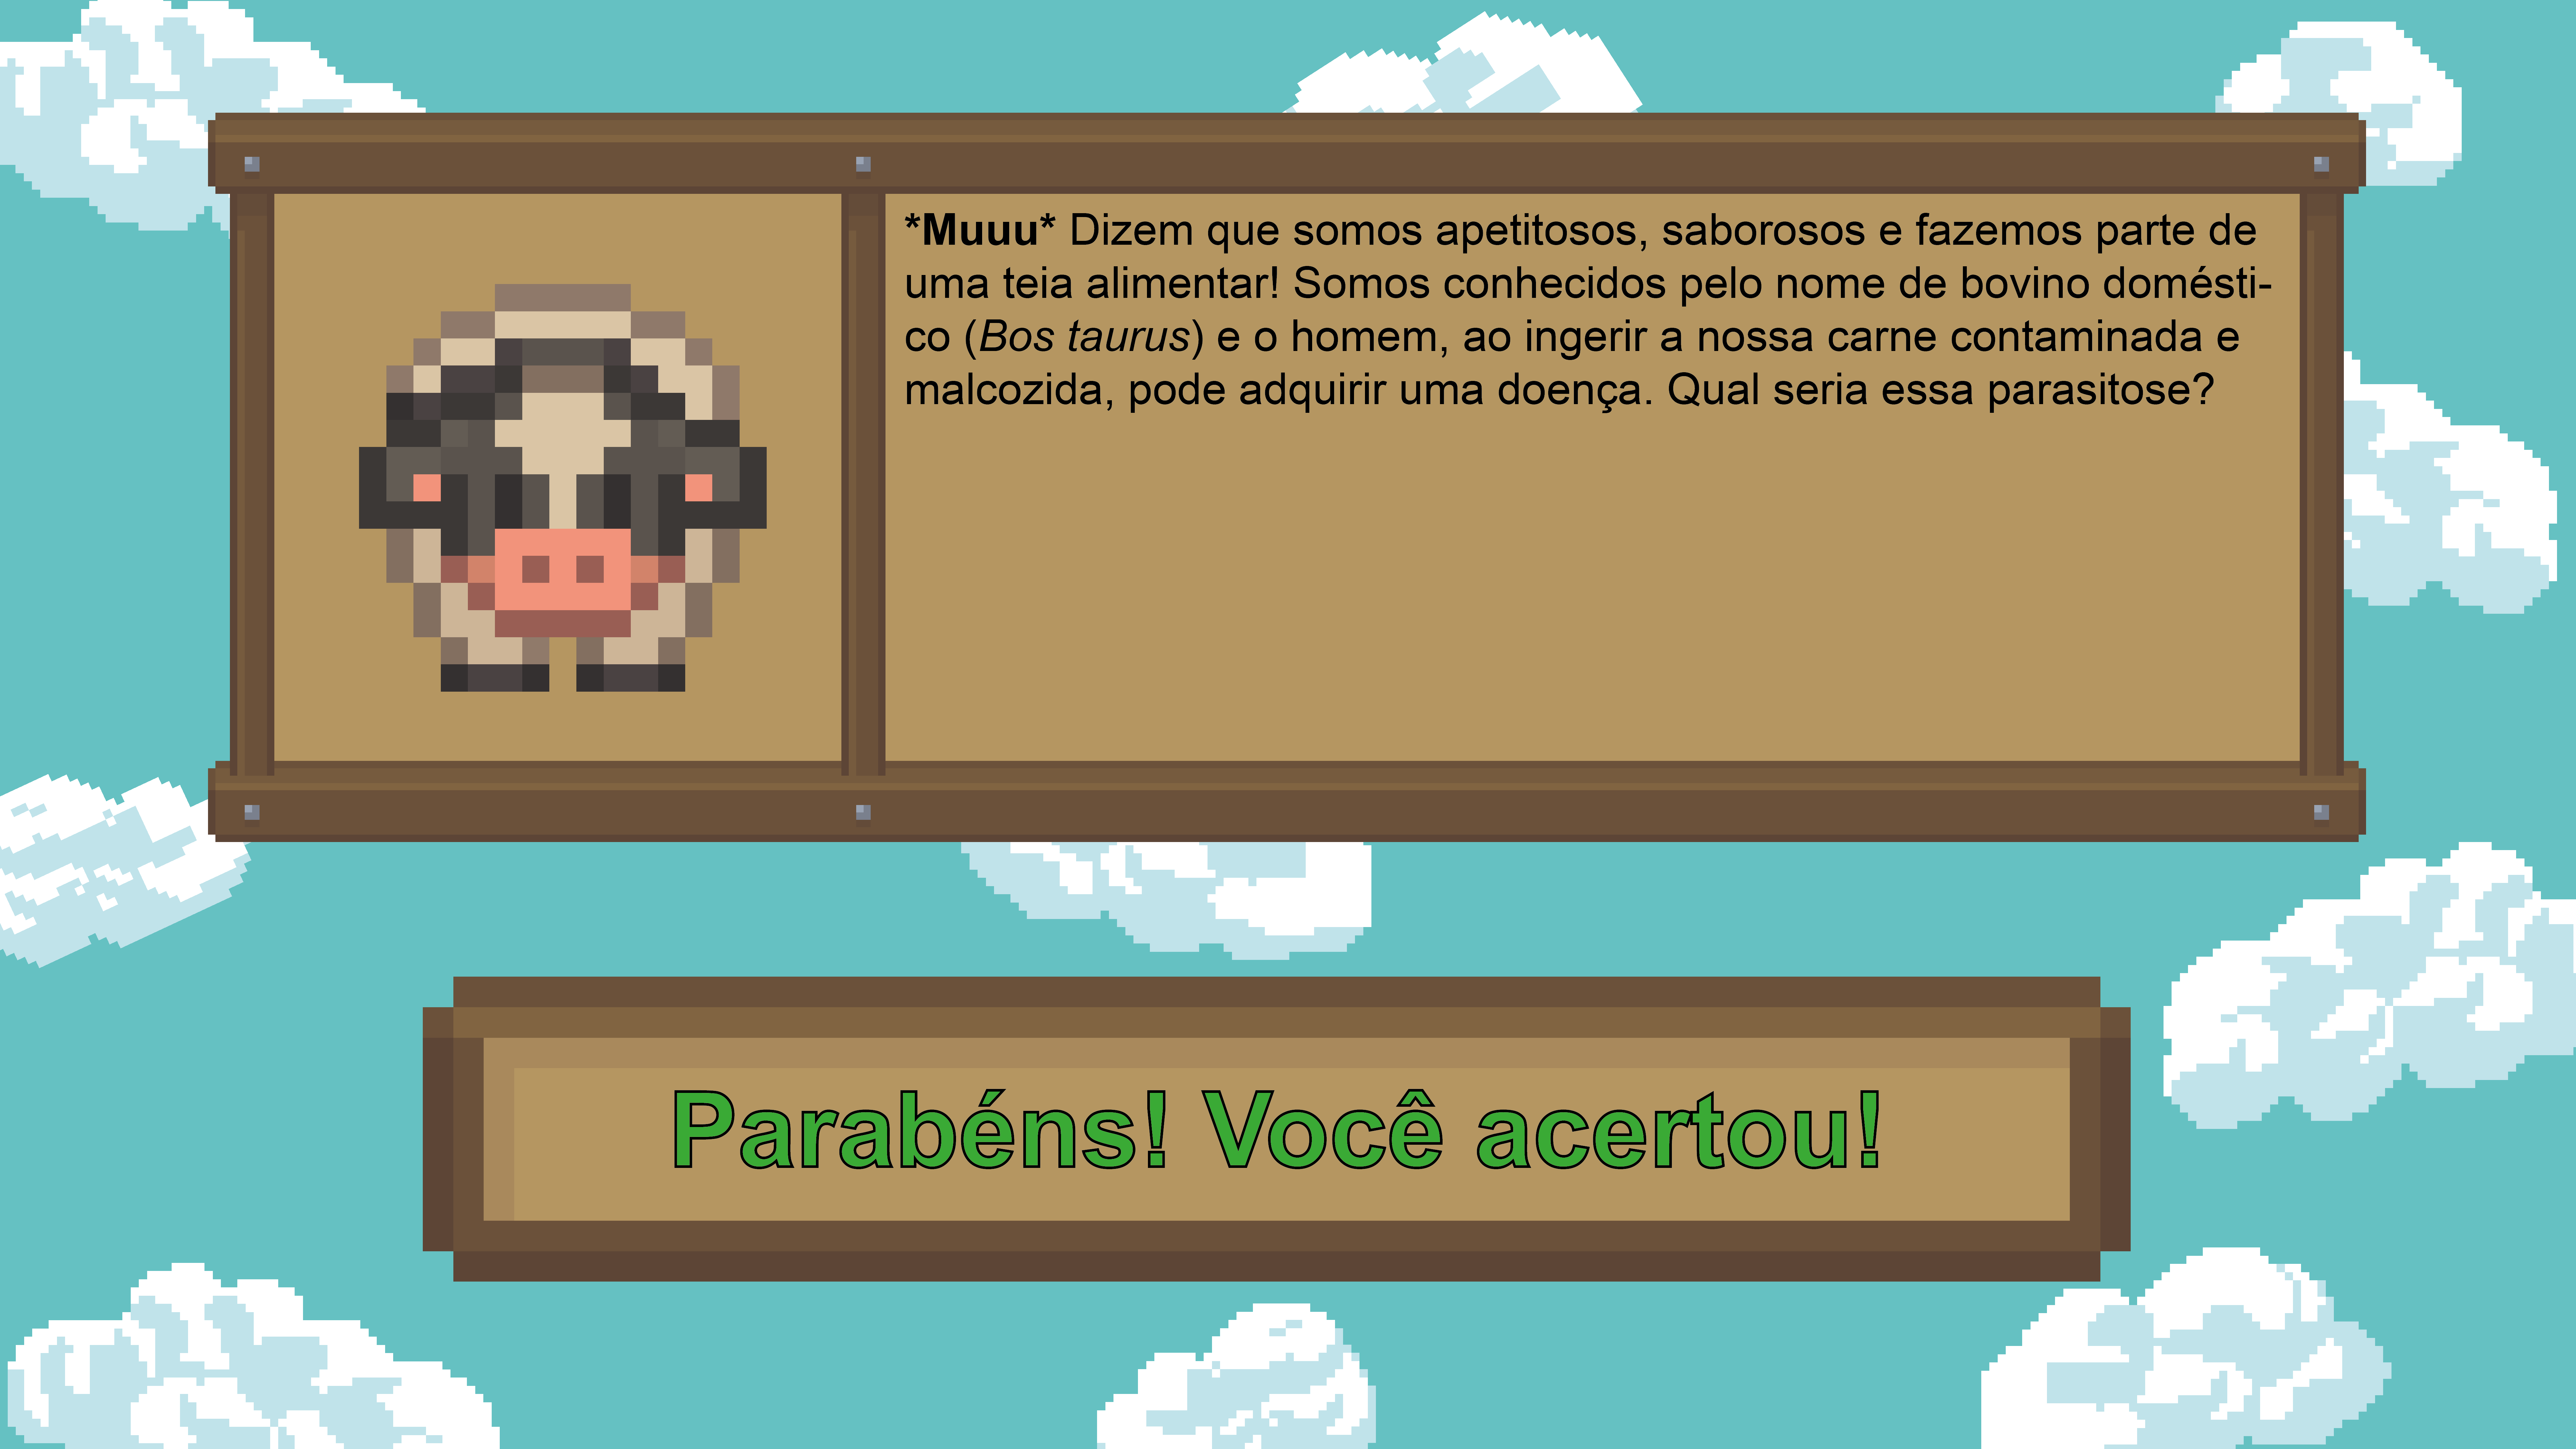 *Muuu* Dizem que somos apetitosos, saborosos e fazemos parte de
uma teia alimentar! Somos conhecidos pelo nome de bovino domésti-
co (Bos taurus) e o homem, ao ingerir a nossa carne contaminada e
malcozida, pode adquirir uma doença. Qual seria essa parasitose?
Parabéns! Você acertou!